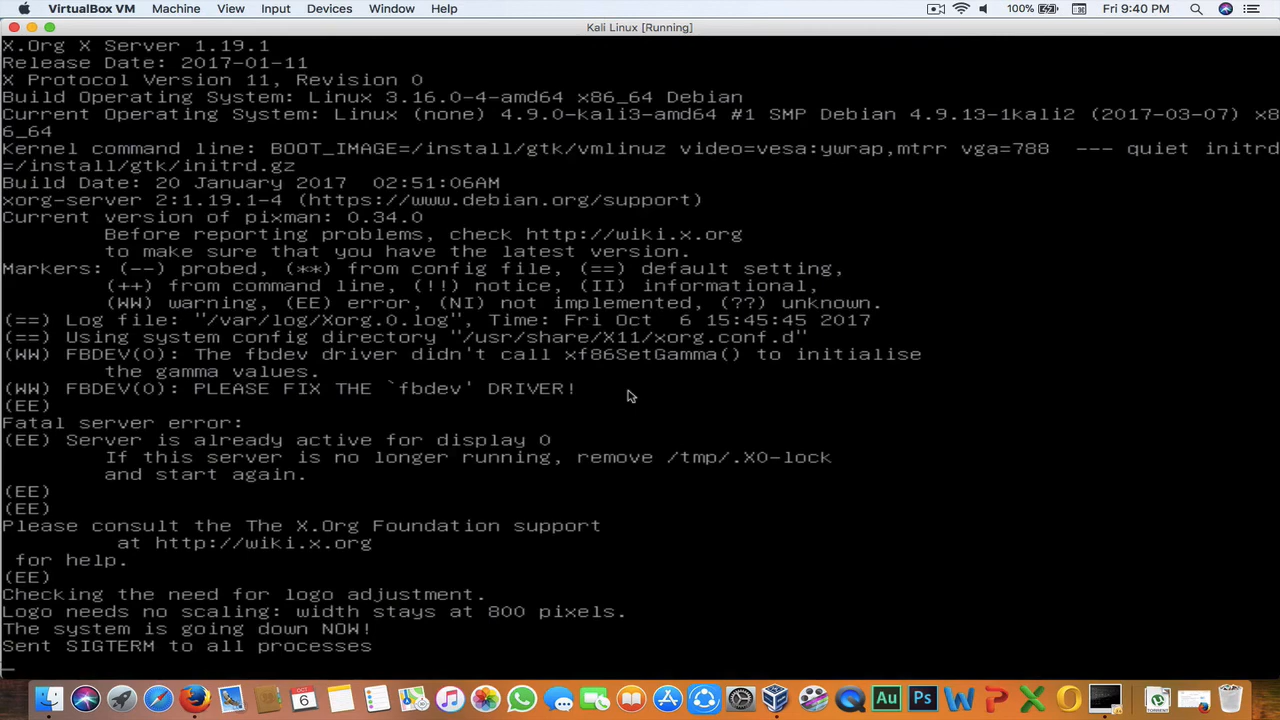 VirtualBox VM Machine View Input Devices Window Help 100% Fri 9:40 PM
Kali Linux [Running]
X.Org X Server 1.19.1
Release Date: 2017-01-11
X Protocol Version 11, Revision 0
Build Operating System: Linux 3.16.0-4-amd64 x86_64 Debian
Current Operating System: Linux (none) 4.9.0-kali3-amd64 #1 SMP Debian 4.9.13-1kali2 (2017-03-07) x8
6_64
Kernel command line: BOOT_IMAGE=/install/gtk/vmlinuz video=vesa:ywrap,mtrr vga=788 --- quiet initrd
=/install/gtk/initrd.gz
Build Date: 20 January 2017 02:51:06AM
xorg-server 2:1.19.1-4 (https://www.debian.org/support)
Current version of pixman: 0.34.0
Before reporting problems, check http://wiki.x.org
to make sure that you have the latest version.
Markers: (--) probed, (**) from config file, (==) default setting,
(++) from command line, (!!) notice, (II) informational,
(WW) warning, (EE) error, (NI) not implemented, (??) unknown.
(==) Log file: "/var/log/Xorg.0.log", Time: Fri Oct 6 15:45:45 2017
(==) Using system config directory "/usr/share/X11/xorg.conf.d"
(WW) FBDEV(0): The fbdev driver didn't call xf86SetGamma() to initialise
the gamma values.
(WW) FBDEV(0): PLEASE FIX THE `fbdev' DRIVER!
(EE)
Fatal server error:
(EE) Server is already active for display 0
If this server is no longer running, remove /tmp/.X0-lock
and start again.
(EE)
(EE)
Please consult the The X.Org Foundation support
at http://wiki.x.org
for help.
(EE)
Checking the need for logo adjustment.
Logo needs no scaling: width stays at 800 pixels.
The system is going down NOW!
Sent SIGTERM to all processes
OCT
6
Au
Ps
W
P
X
O
TORRENT